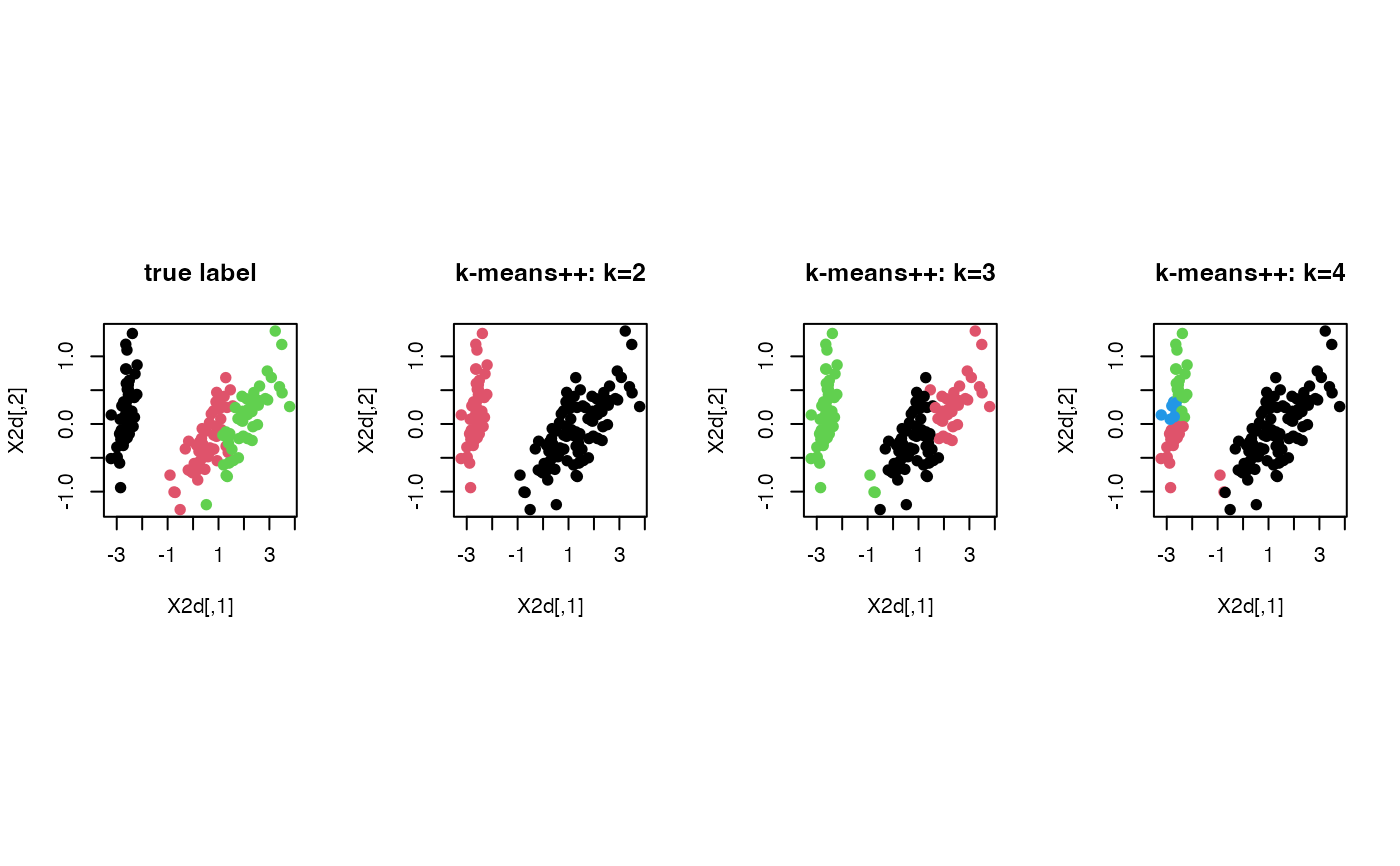 true label
X2d[,2]
1.0
0.0
-1.0
-3
-1
1
3
X2d[,1]
k-means++: k=2
X2d[,2]
1.0
0.0
-1.0
-3
-1
1
3
X2d[,1]
k-means++: k=3
X2d[,2]
1.0
0.0
-1.0
-3
-1
1
3
X2d[,1]
k-means++: k=4
X2d[,2]
1.0
0.0
-1.0
-3
-1
1
3
X2d[,1]